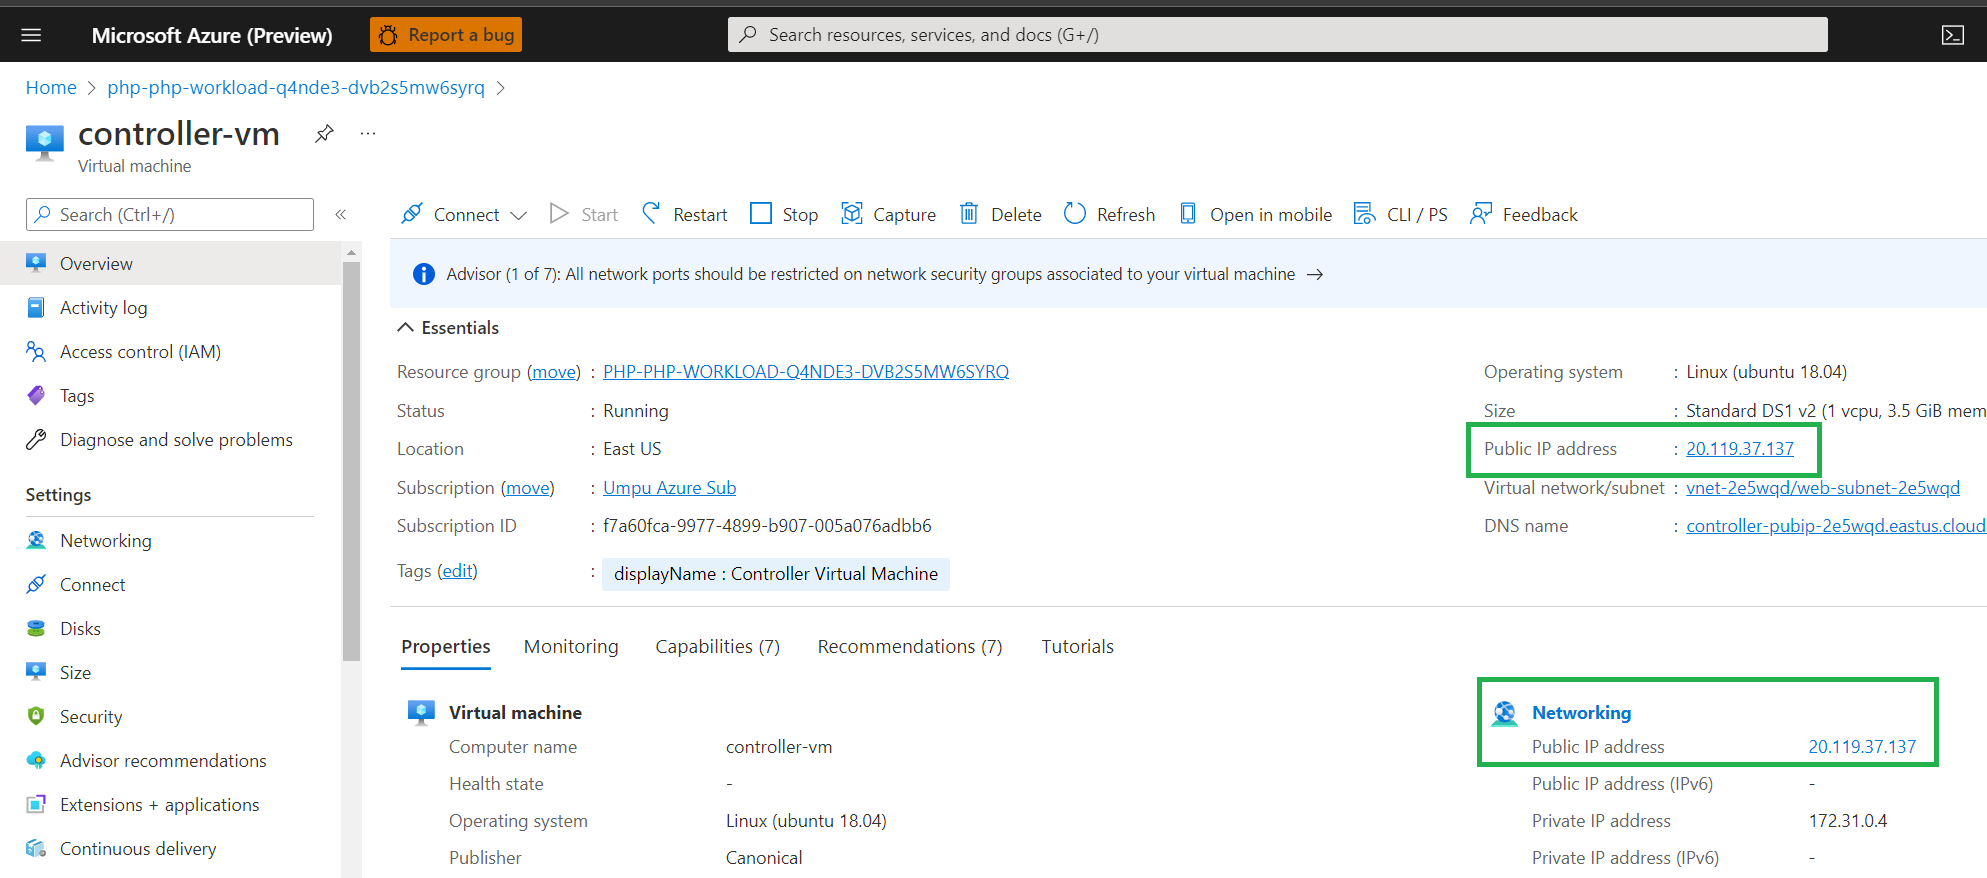 Microsoft Azure (Preview) Report a bug Search resources, services, and docs (G+/)
Home > php-php-workload-q4nde3-dvb2s5mw6syrq >
controller-vm ...
Virtual machine
Search (Ctrl+/) «
Connect Start Restart Stop Capture Delete Refresh Open in mobile CLI / PS Feedback
Overview
Activity log
Access control (IAM)
Tags
Diagnose and solve problems
Settings
Networking
Connect
Disks
Size
Security
Advisor recommendations
Extensions + applications
Continuous delivery
Advisor (1 of 7): All network ports should be restricted on network security groups associated to your virtual machine →
Essentials
Resource group (move) : PHP-PHP-WORKLOAD-Q4NDE3-DVB2S5MW6SYRQ
Status : Running
Location : East US
Subscription (move) : Umpu Azure Sub
Subscription ID : f7a60fca-9977-4899-b907-005a076adbb6
Tags (edit) : displayName : Controller Virtual Machine
Operating system : Linux (ubuntu 18.04)
Size : Standard DS1 v2 (1 vcpu, 3.5 GiB mem
Public IP address : 20.119.37.137
Virtual network/subnet : vnet-2e5wqd/web-subnet-2e5wqd
DNS name : controller-pubip-2e5wqd.eastus.cloud
Properties Monitoring Capabilities (7) Recommendations (7) Tutorials
Virtual machine
Computer name controller-vm
Health state -
Operating system Linux (ubuntu 18.04)
Publisher Canonical
Networking
Public IP address 20.119.37.137
Public IP address (IPv6) -
Private IP address 172.31.0.4
Private IP address (IPv6) -